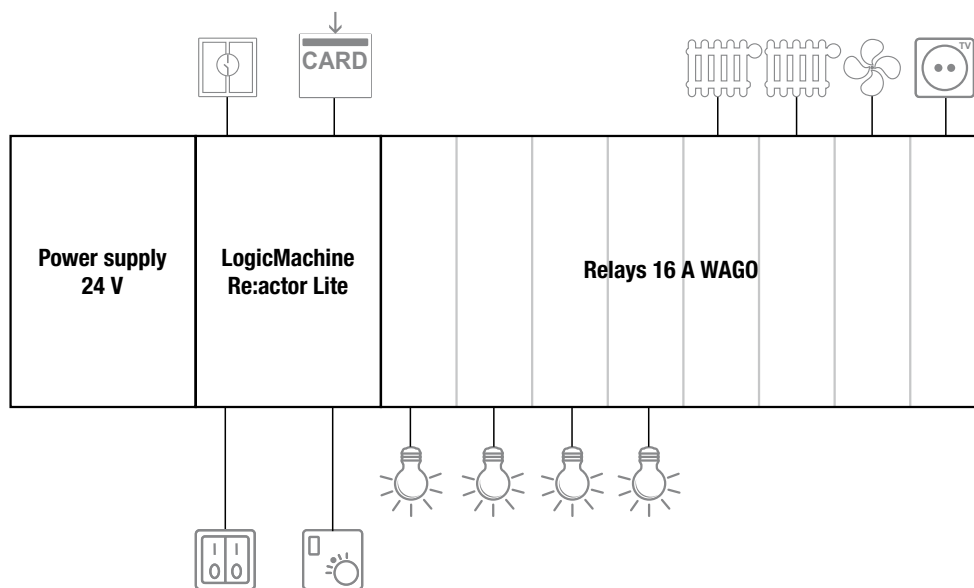 CARD
TV
Power supply
24 V
LogicMachine
Re:actor Lite
Relays 16 A WAGO
I I
O O